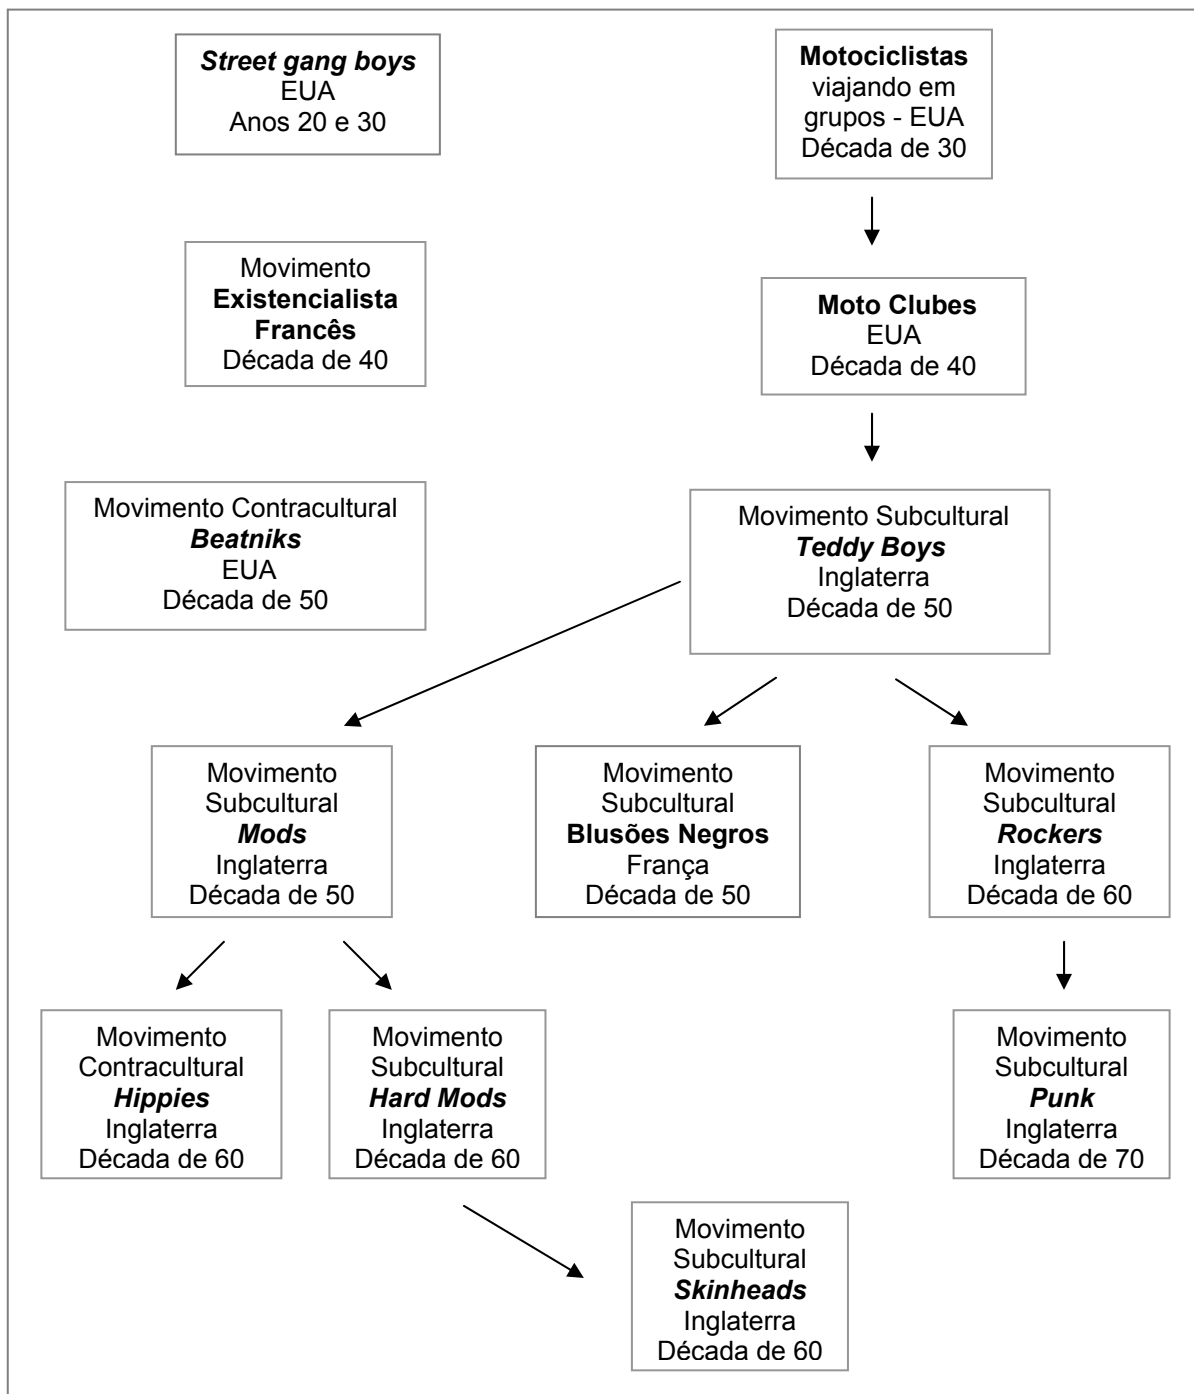 Street gang boys
EUA
Anos 20 e 30
Motociclistas
viajando em
grupos - EUA
Década de 30
Movimento
Existencialista
Francês
Década de 40
Moto Clubes
EUA
Década de 40
Movimento Contracultural
Beatniks
EUA
Década de 50
Movimento Subcultural
Teddy Boys
Inglaterra
Década de 50
Movimento
Subcultural
Mods
Inglaterra
Década de 50
Movimento
Subcultural
Blusões Negros
França
Década de 50
Movimento
Subcultural
Rockers
Inglaterra
Década de 60
Movimento
Contracultural
Hippies
Inglaterra
Década de 60
Movimento
Subcultural
Hard Mods
Inglaterra
Década de 60
Movimento
Subcultural
Punk
Inglaterra
Década de 70
Movimento
Subcultural
Skinheads
Inglaterra
Década de 60